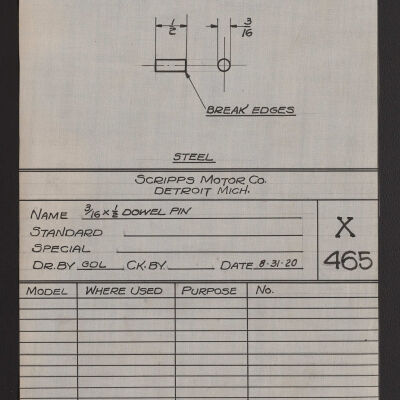 1/2
3/16
BREAK EDGES
STEEL
SCRIPPS MOTOR CO.
DETROIT MICH.
NAME 3/16 x 1/2 DOWEL PIN
STANDARD
SPECIAL
DR. BY GDL CK. BY DATE 8-31-20
X
465
MODEL WHERE USED PURPOSE NO.